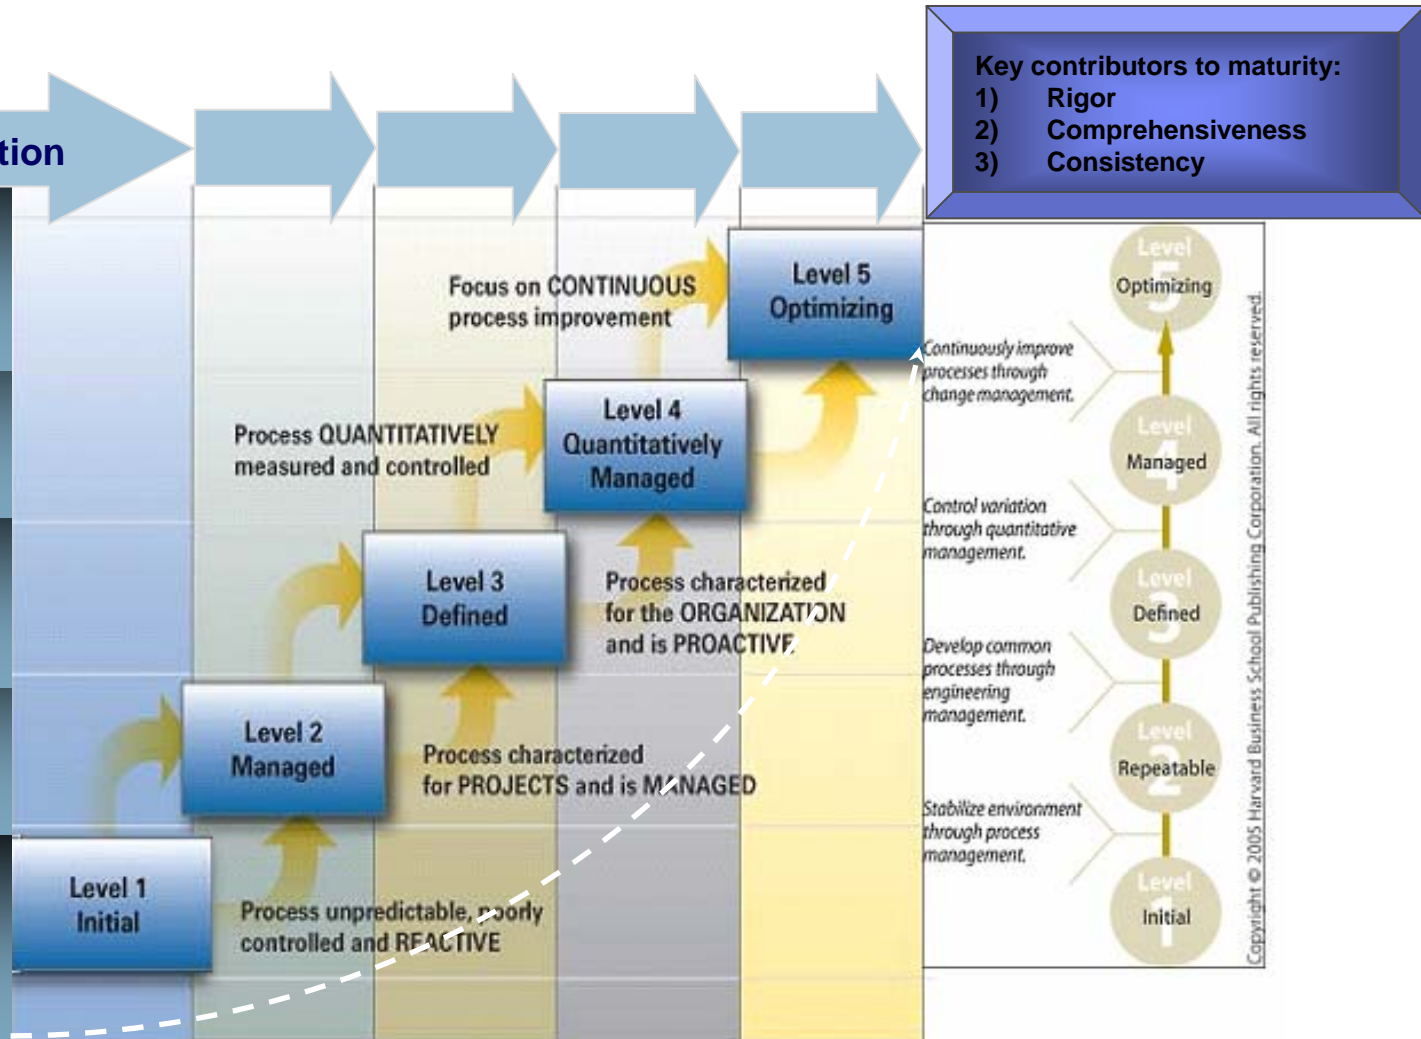 Key contributors to maturity:
1) Rigor
2) Comprehensiveness
3) Consistency
tion
Focus on CONTINUOUS
process improvement
Level 5
Optimizing
Process QUANTITATIVELY
measured and controlled
Level 4
Quantitatively
Managed
Level 3
Defined
Process characterized
for the ORGANIZATION
and is PROACTIVE
Level 2
Managed
Process characterized
for PROJECTS and is MANAGED
Level 1
Initial
Process unpredictable, poorly
controlled and REACTIVE
Level
5
Optimizing
Continuously improve
processes through
change management.
Level
4
Managed
Control variation
through quantitative
management.
Level
3
Defined
Develop common
processes through
engineering
management.
Level
2
Repeatable
Stabilize environment
through process
management.
Level
1
Initial
Copyright © 2005 Harvard Business School Publishing Corporation. All rights reserved.